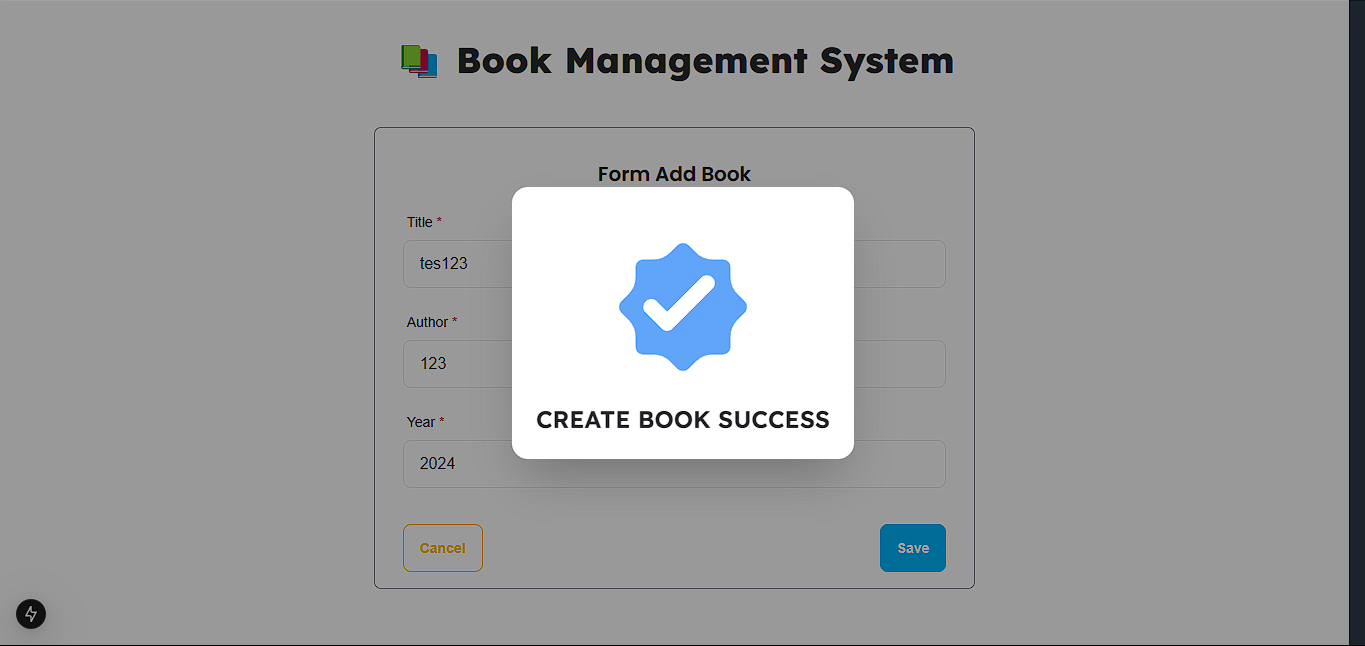 Book Management System
Form Add Book
Title *
tes123
Author *
123
Year *
2024
CREATE BOOK SUCCESS
Cancel
Save